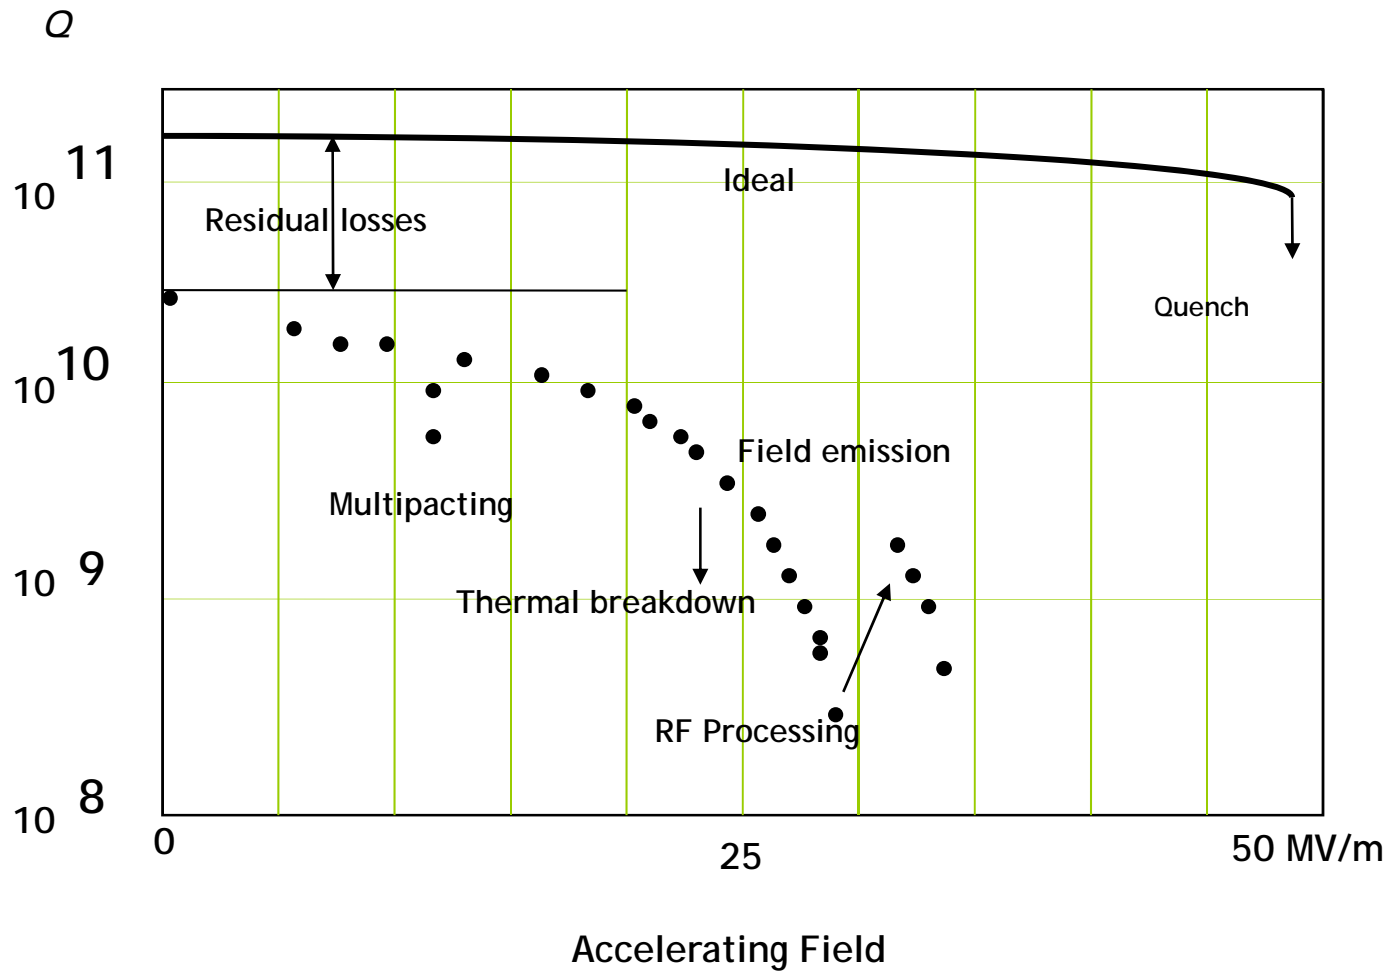 Q
10 11
Ideal
Residual losses
Quench
10 10
Field emission
Multipacting
10 9
Thermal breakdown
RF Processing
10 8
0
25
50 MV/m
Accelerating Field